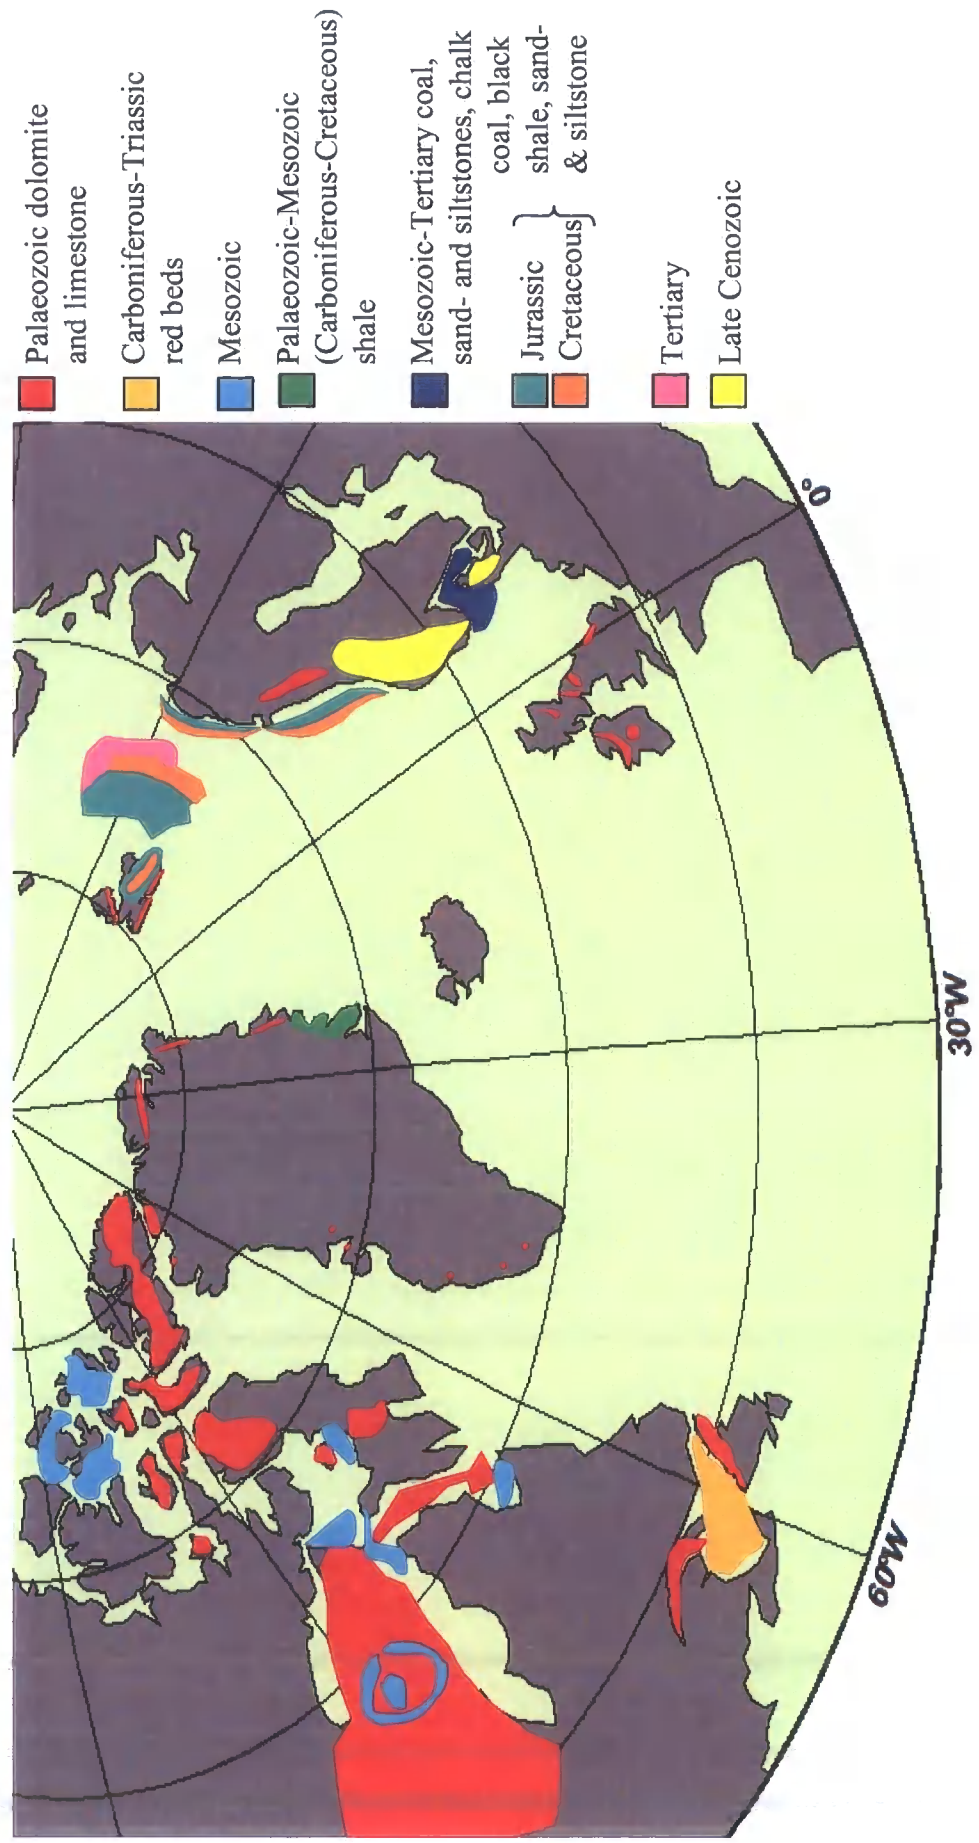 Palaeozoic dolomite
and limestone
Carboniferous-Triassic
red beds
Mesozoic
Palaeozoic-Mesozoic
(Carboniferous-Cretaceous)
shale
Mesozoic-Tertiary coal,
sand- and siltstones, chalk
Jurassic
Cretaceous
coal, black
shale, sand-
& siltstone
Tertiary
Late Cenozoic
0°
30°W
60°W